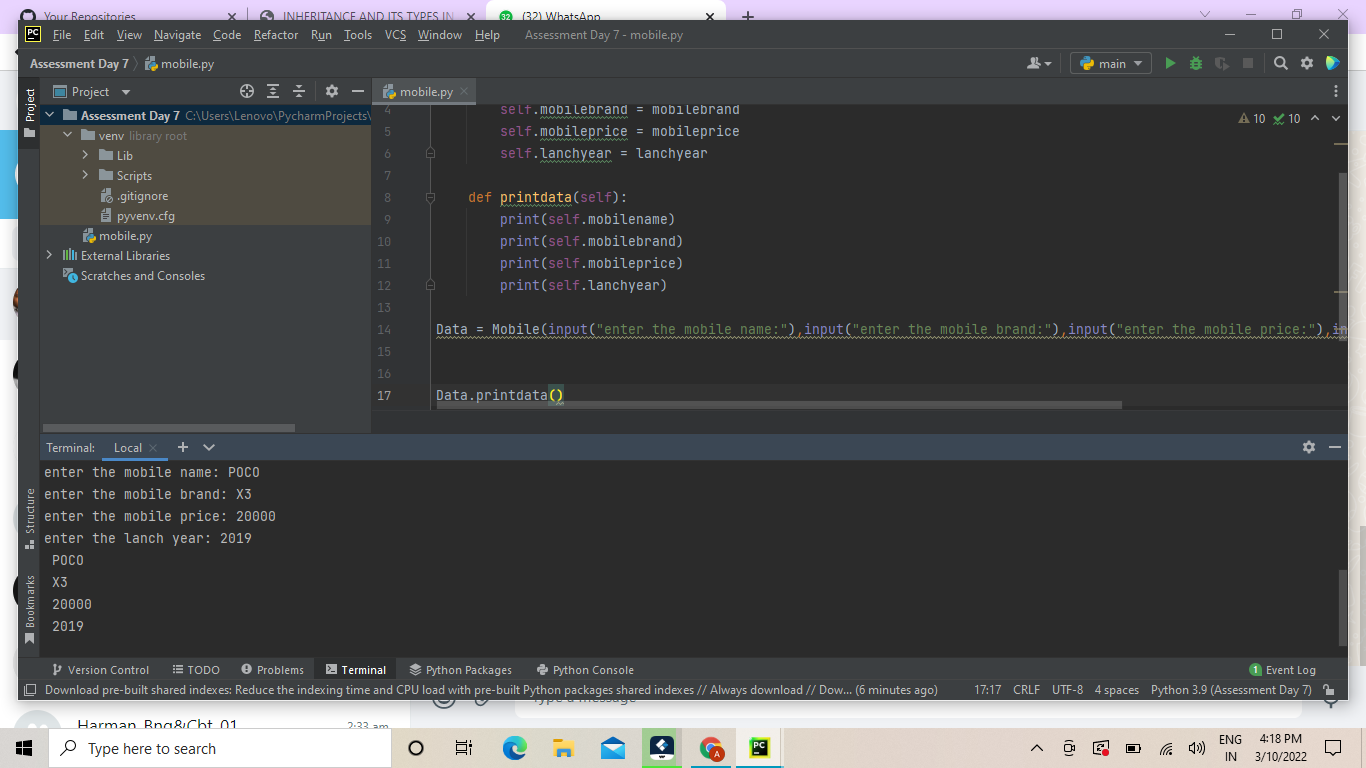 Your Repositories
INHERITANCE AND ITS TYPES IN
(32) WhatsApp
PC File Edit View Navigate Code Refactor Run Tools VCS Window Help Assessment Day 7 - mobile.py
Assessment Day 7 mobile.py
main
Project
Project
mobile.py
Assessment Day 7 C:\Users\Lenovo\PycharmProjects\
venv library root
Lib
Scripts
.gitignore
pyvenv.cfg
mobile.py
External Libraries
Scratches and Consoles
10 10
4 self.mobilebrand = mobilebrand
5 self.mobileprice = mobileprice
6 self.lanchyear = lanchyear
7
8 def printdata(self):
9 print(self.mobilename)
10 print(self.mobilebrand)
11 print(self.mobileprice)
12 print(self.lanchyear)
13
14 Data = Mobile(input("enter the mobile name:"),input("enter the mobile brand:"),input("enter the mobile price:"),in
15
16
17 Data.printdata()
Terminal: Local
enter the mobile name: POCO
enter the mobile brand: X3
enter the mobile price: 20000
enter the lanch year: 2019
POCO
X3
20000
2019
Structure
Bookmarks
Version Control TODO Problems Terminal Python Packages Python Console 1 Event Log
Download pre-built shared indexes: Reduce the indexing time and CPU load with pre-built Python packages shared indexes // Always download // Dow... (6 minutes ago) 17:17 CRLF UTF-8 4 spaces Python 3.9 (Assessment Day 7)
Type a message
Harman_Bng&Cbt_01
2:33 am
Type here to search
A
PC
ENG
IN
4:18 PM
3/10/2022